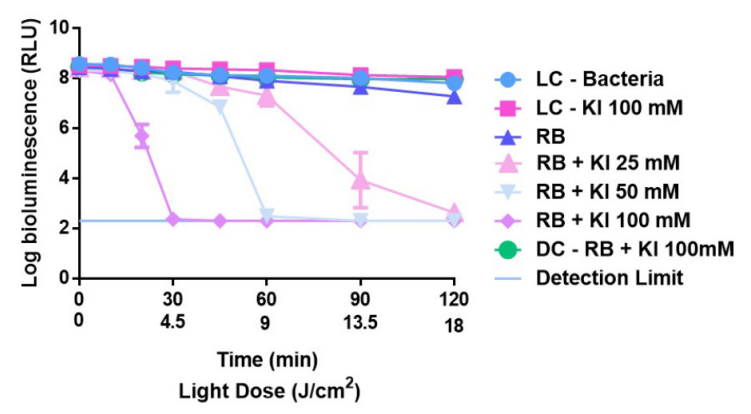 Log bioluminescence (RLU)
10
8
6
4
2
0
0 30 60 90 120
0 4.5 9 13.5 18
Time (min)
Light Dose (J/cm²)
LC - Bacteria
LC - KI 100 mM
RB
RB + KI 25 mM
RB + KI 50 mM
RB + KI 100 mM
DC - RB + KI 100mM
Detection Limit